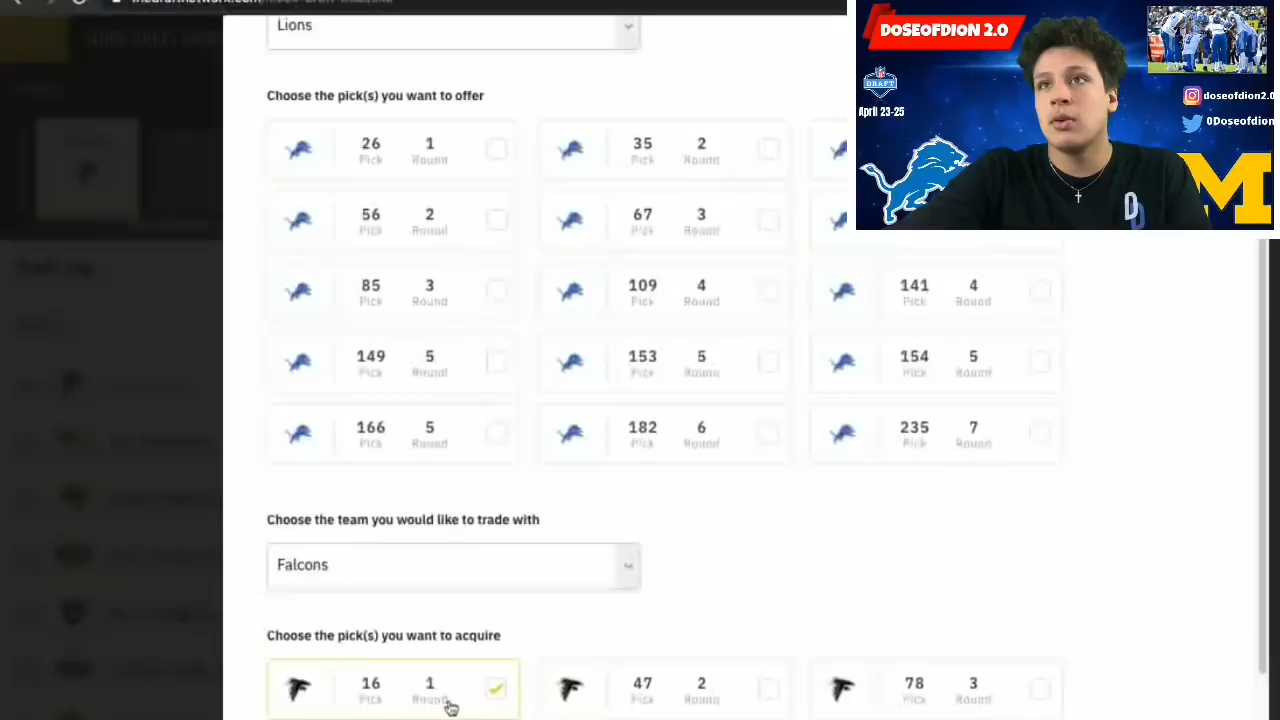 Lions
DOSEOFDION 2.0
NFL
DRAFT
April 23-25
doseofdion2.0
0Doseofdion
M
Choose the pick(s) you want to offer
26 1 35 2
Pick Round Pick Round
56 2 67 3
Pick Round Pick Round
85 3 109 4 141 4
Pick Round Pick Round Pick Round
149 5 153 5 154 5
Pick Round Pick Round Pick Round
166 5 182 6 235 7
Pick Round Pick Round Pick Round
Choose the team you would like to trade with
Falcons
Choose the pick(s) you want to acquire
16 1 47 2 78 3
Pick Round Pick Round Pick Round